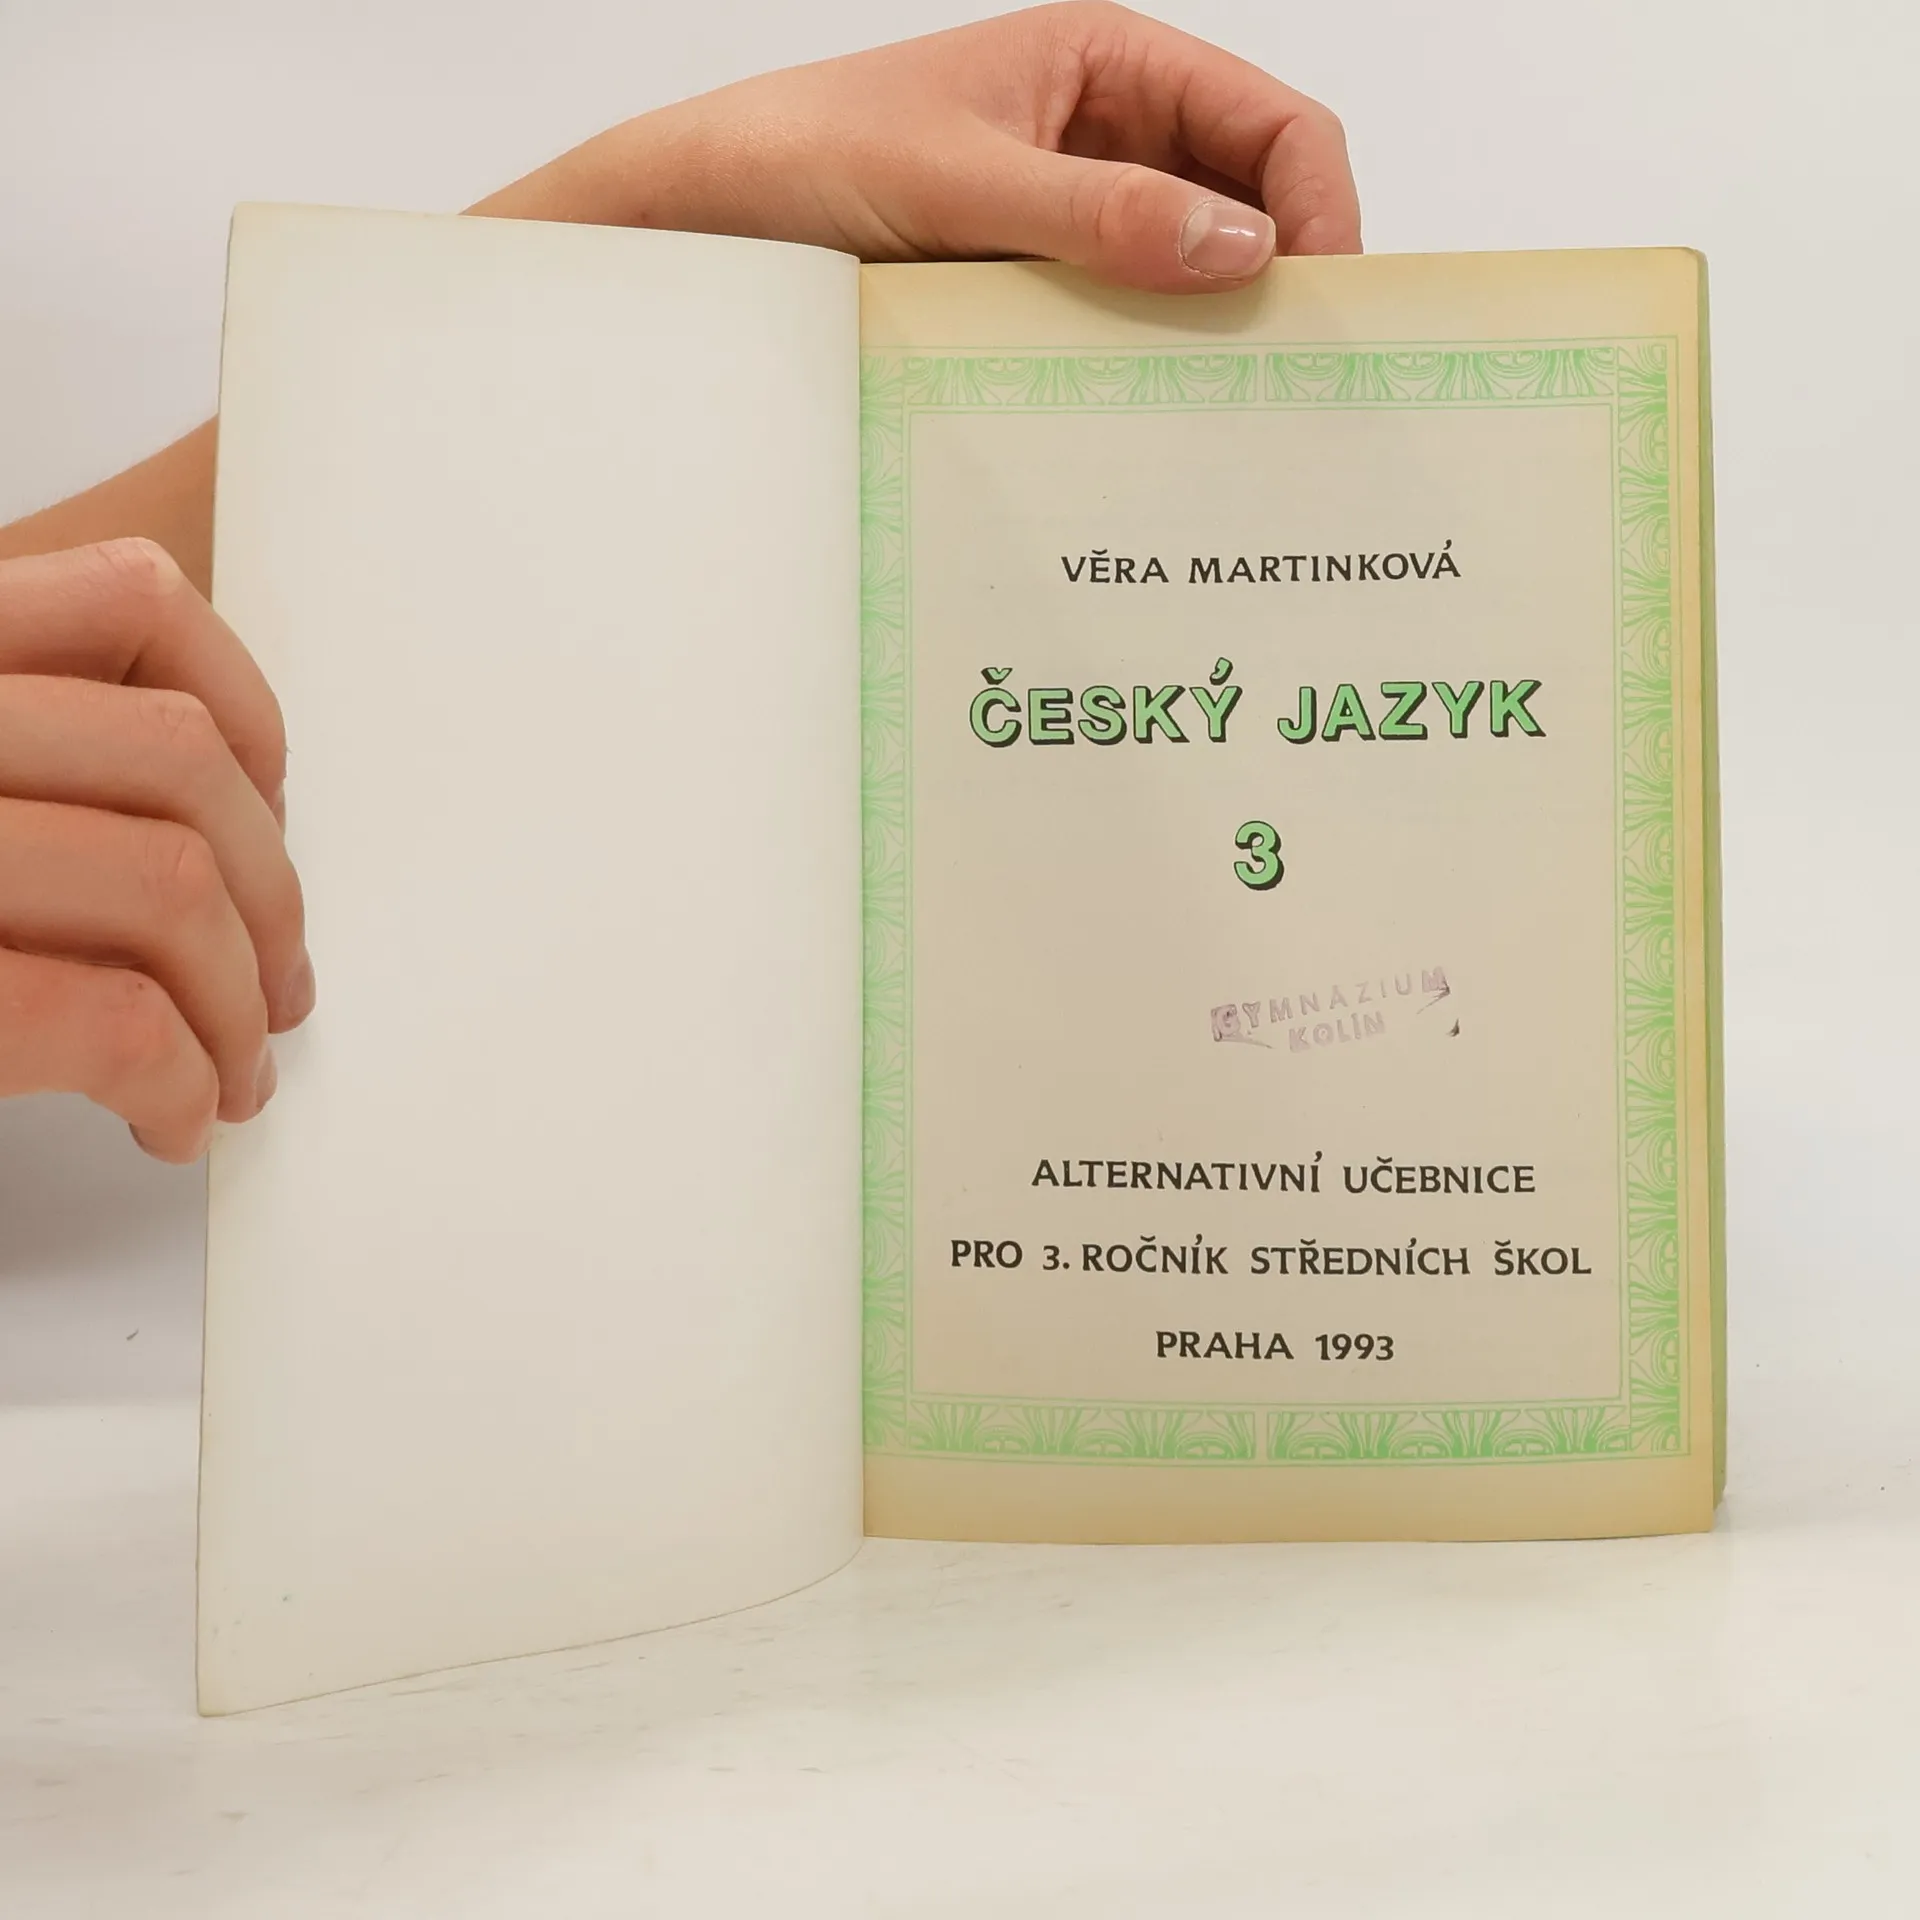 VĚRA MARTINKOVÁ
ČESKÝ JAZYK
3
GYMNÁZIUM
KOLÍN
ALTERNATIVNÍ UČEBNICE
PRO 3. ROČNÍK STŘEDNÍCH ŠKOL
PRAHA 1993